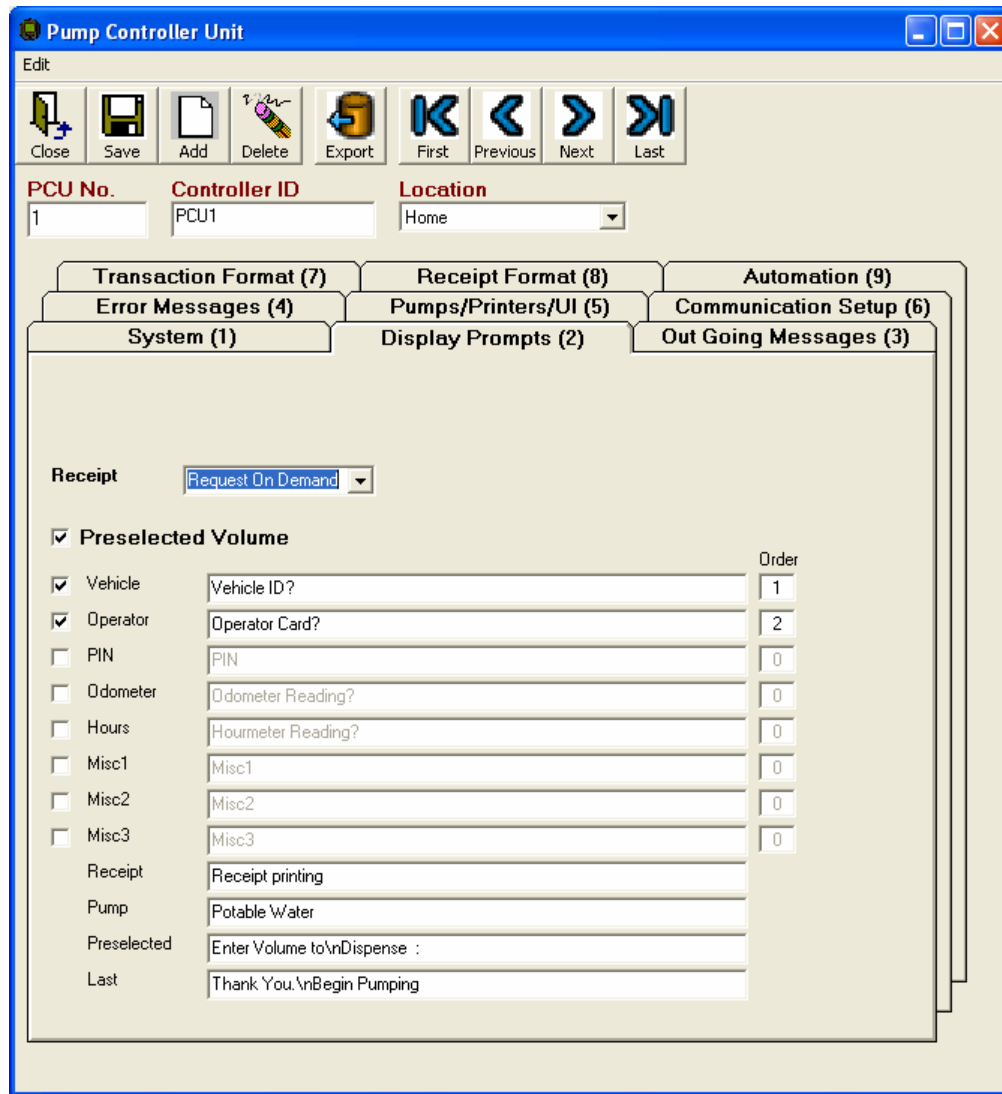 Pump Controller Unit
Edit
Close Save Add Delete Export First Previous Next Last
PCU No. Controller ID Location
1 PCU1 Home
Transaction Format (7) Receipt Format (8) Automation (9)
Error Messages (4) Pumps/Printers/UI (5) Communication Setup (6)
System (1) Display Prompts (2) Out Going Messages (3)
Receipt Request On Demand
Preselected Volume
Order
Vehicle Vehicle ID? 1
Operator Operator Card? 2
PIN PIN 0
Odometer Odometer Reading? 0
Hours Hourmeter Reading? 0
Misc1 Misc1 0
Misc2 Misc2 0
Misc3 Misc3 0
Receipt Receipt printing
Pump Potable Water
Preselected Enter Volume to\nDispense :
Last Thank You.\nBegin Pumping